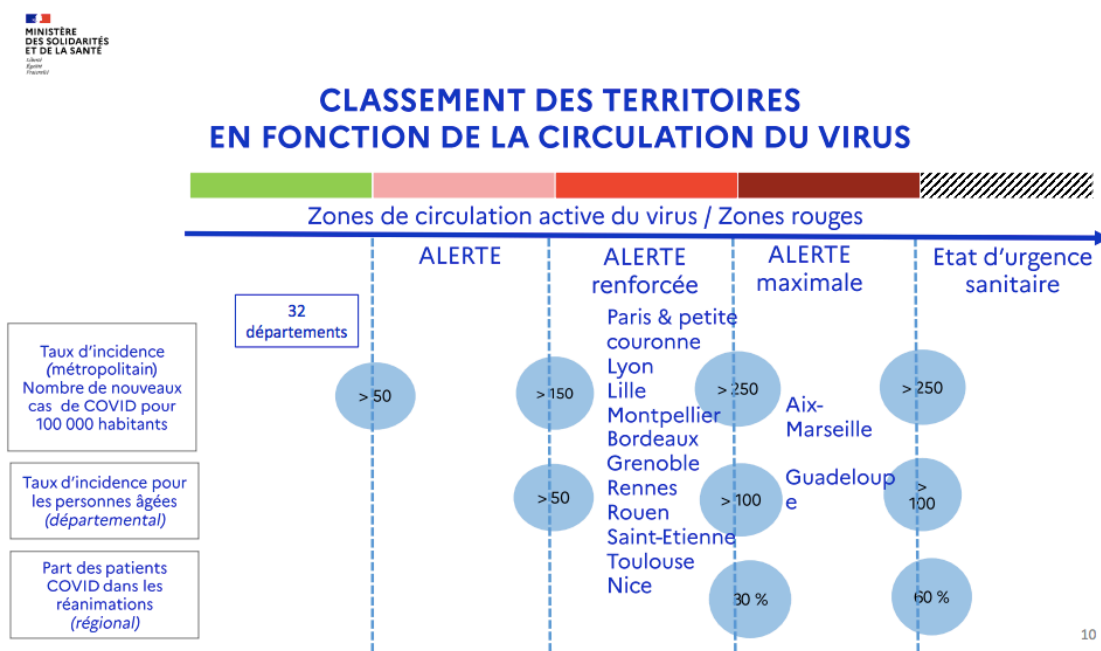 MINISTÈRE
DES SOLIDARITÉS
ET DE LA SANTÉ
Liberté
Égalité
Fraternité
CLASSEMENT DES TERRITOIRES
EN FONCTION DE LA CIRCULATION DU VIRUS
Zones de circulation active du virus / Zones rouges
ALERTE
ALERTE
renforcée
ALERTE
maximale
Etat d'urgence
sanitaire
32
départements
Taux d'incidence
(métropolitain)
Nombre de nouveaux
cas de COVID pour
100 000 habitants
> 50
> 150
> 250
> 250
Paris & petite
couronne
Lyon
Lille
Montpellier
Bordeaux
Grenoble
Rennes
Rouen
Saint-Etienne
Toulouse
Nice
Aix-
Marseille
Guadeloup
e
Taux d'incidence pour
les personnes âgées
(départemental)
> 50
> 100
>
100
Part des patients
COVID dans les
réanimations
(régional)
30 %
60 %
10